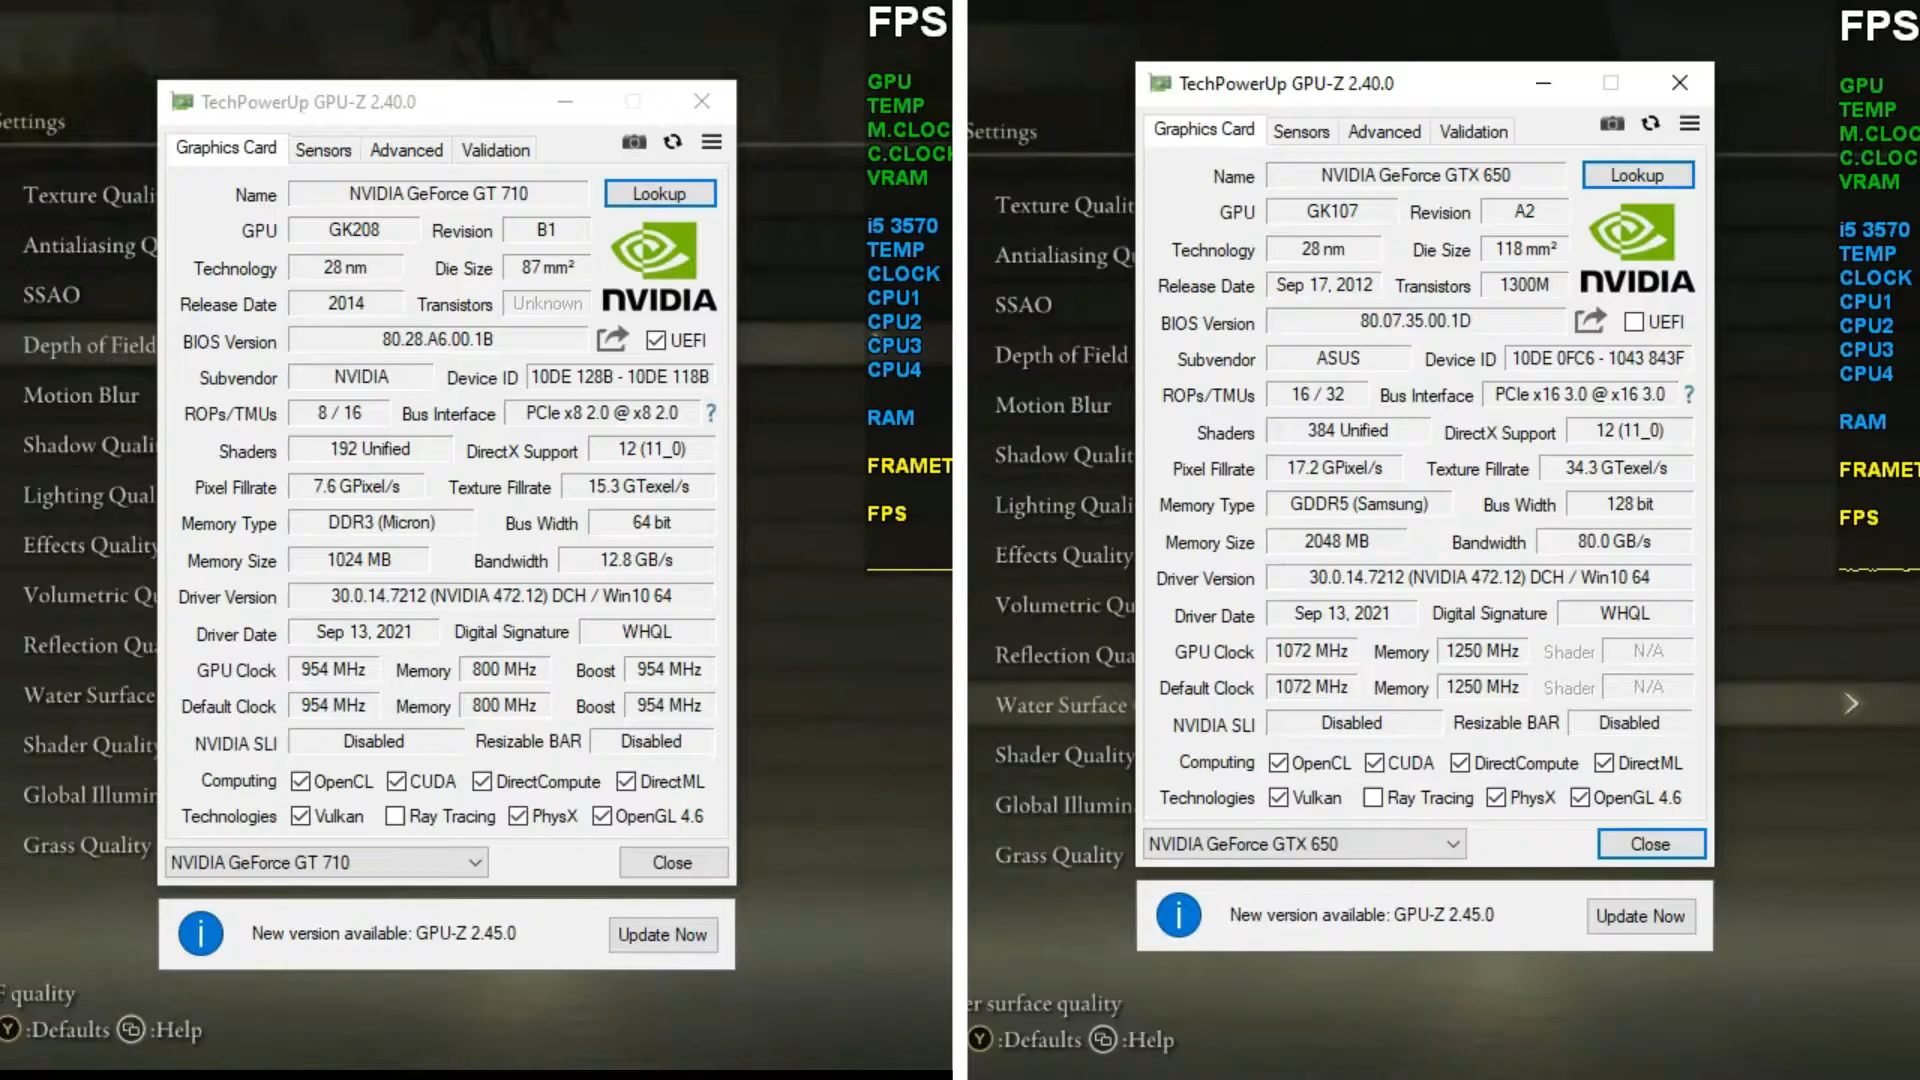 FPS
GPU
TEMP
M.CLOC
C.CLOCK
VRAM
i5 3570
TEMP
CLOCK
CPU1
CPU2
CPU3
CPU4
RAM
FRAMET
FPS
ettings
Texture Quali
Antialiasing Q
SSAO
Depth of Field
Motion Blur
Shadow Quali
Lighting Qual
Effects Quality
Volumetric Qu
Reflection Qua
Water Surface
Shader Quality
Global Illumin
Grass Quality
F quality
Y :Defaults :Help
TechPowerUp GPU-Z 2.40.0
Graphics Card Sensors Advanced Validation
Name NVIDIA GeForce GT 710 Lookup
GPU GK208 Revision B1
Technology 28 nm Die Size 87 mm²
Release Date 2014 Transistors Unknown
NVIDIA
BIOS Version 80.28.A6.00.1B UEFI
Subvendor NVIDIA Device ID 10DE 128B - 10DE 118B
ROPs/TMUs 8 / 16 Bus Interface PCIe x8 2.0 @ x8 2.0 ?
Shaders 192 Unified DirectX Support 12 (11_0)
Pixel Fillrate 7.6 GPixel/s Texture Fillrate 15.3 GTexel/s
Memory Type DDR3 (Micron) Bus Width 64 bit
Memory Size 1024 MB Bandwidth 12.8 GB/s
Driver Version 30.0.14.7212 (NVIDIA 472.12) DCH / Win10 64
Driver Date Sep 13, 2021 Digital Signature WHQL
GPU Clock 954 MHz Memory 800 MHz Boost 954 MHz
Default Clock 954 MHz Memory 800 MHz Boost 954 MHz
NVIDIA SLI Disabled Resizable BAR Disabled
Computing OpenCL CUDA DirectCompute DirectML
Technologies Vulkan Ray Tracing PhysX OpenGL 4.6
NVIDIA GeForce GT 710 Close
New version available: GPU-Z 2.45.0 Update Now
ettings
Texture Qualit
Antialiasing Qu
SSAO
Depth of Field
Motion Blur
Shadow Qualit
Lighting Quali
Effects Quality
Volumetric Qu
Reflection Qua
Water Surface
Shader Quality
Global Illumin
Grass Quality
er surface quality
Y :Defaults :Help
TechPowerUp GPU-Z 2.40.0
Graphics Card Sensors Advanced Validation
Name NVIDIA GeForce GTX 650 Lookup
GPU GK107 Revision A2
Technology 28 nm Die Size 118 mm²
Release Date Sep 17, 2012 Transistors 1300M
NVIDIA
BIOS Version 80.07.35.00.1D UEFI
Subvendor ASUS Device ID 10DE 0FC6 - 1043 843F
ROPs/TMUs 16 / 32 Bus Interface PCIe x16 3.0 @ x16 3.0 ?
Shaders 384 Unified DirectX Support 12 (11_0)
Pixel Fillrate 17.2 GPixel/s Texture Fillrate 34.3 GTexel/s
Memory Type GDDR5 (Samsung) Bus Width 128 bit
Memory Size 2048 MB Bandwidth 80.0 GB/s
Driver Version 30.0.14.7212 (NVIDIA 472.12) DCH / Win10 64
Driver Date Sep 13, 2021 Digital Signature WHQL
GPU Clock 1072 MHz Memory 1250 MHz Shader N/A
Default Clock 1072 MHz Memory 1250 MHz Shader N/A
NVIDIA SLI Disabled Resizable BAR Disabled
Computing OpenCL CUDA DirectCompute DirectML
Technologies Vulkan Ray Tracing PhysX OpenGL 4.6
NVIDIA GeForce GTX 650 Close
New version available: GPU-Z 2.45.0 Update Now
FPS
GPU
TEMP
M.CLOC
C.CLOC
VRAM
i5 3570
TEMP
CLOCK
CPU1
CPU2
CPU3
CPU4
RAM
FRAMET
FPS